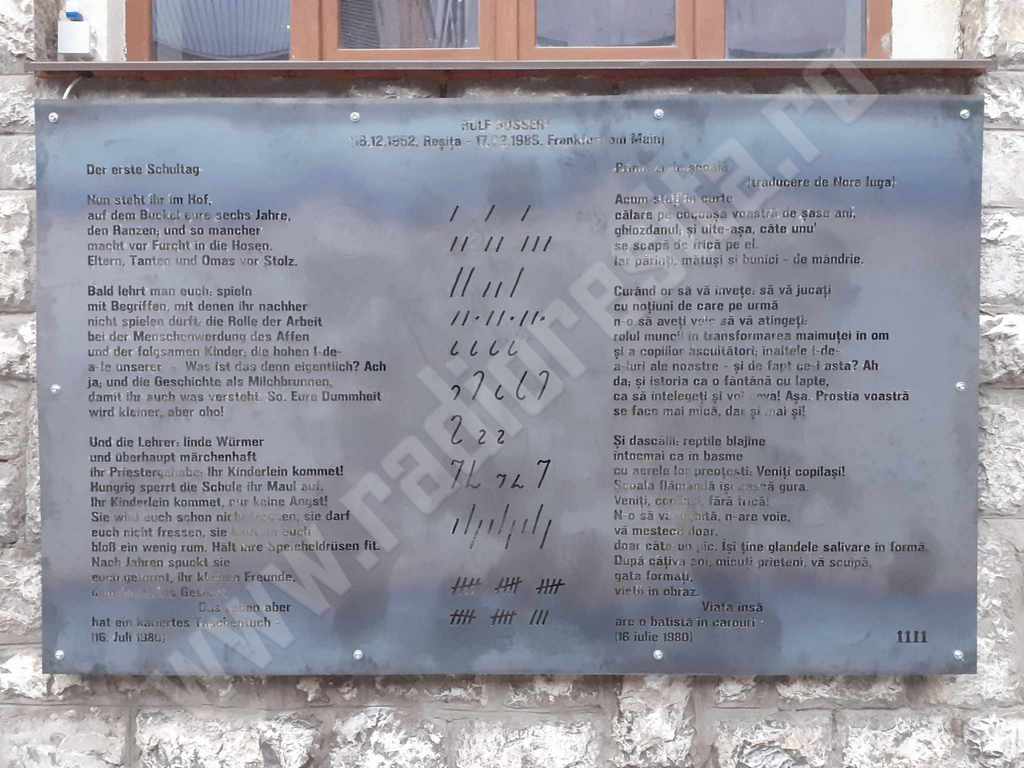 ROLF BOSSERT
(16.12.1952, Reșița - 17.02.1986, Frankfurt am Main)
Der erste Schultag
Nun steht ihr im Hof,
auf dem Buckel eure sechs Jahre,
den Ranzen; und so mancher
macht vor Furcht in die Hosen.
Eltern, Tanten und Omas vor Stolz.
Bald lehrt man euch: spielen
mit Begriffen, mit denen ihr nachher
nicht spielen dürft; die Rolle der Arbeit
bei der Menschenwerdung des Affen
und der folgsamen Kinder; die hohen I-de-
a-le unserer - Was ist das denn eigentlich? Ach
ja; und die Geschichte als Milchbrunnen,
damit ihr auch was versteht. So. Eure Dummheit
wird kleiner, aber oho!
Und die Lehrer: linde Würmer
und überhaupt märchenhaft
ihr Priestergehabe: Ihr Kinderlein kommet!
Hungrig sperrt die Schule ihr Maul auf.
Ihr Kinderlein kommet, nur keine Angst!
Sie wird euch schon nicht fressen, sie darf
euch nicht fressen, sie kaut an euch
bloß ein wenig rum. Hält ihre Speicheldrüsen fit.
Nach Jahren spuckt sie
euch geformt, ihr kleinen Freunde,
Das Leben aber
hat ein kariertes Taschentuch -
(16. Juli 1980)
Prima zi de școală
(traducere de Nora Iuga)
Acum stați în curte
călare pe cocoașa voastră de șase ani,
ghiozdanul; și uite-așa, câte unu'
se scapă de frică pe el.
Iar părinți, mătuși și bunici - de mândrie.
Curând or să vă învețe: să vă jucați
cu noțiuni de care pe urmă
n-o să aveți voie să vă atingeți;
rolul muncii în transformarea maimuței în om
și a copiilor ascultători; înaltele i-de-
a-luri ale noastre - și de fapt ce-i asta? Ah
da; și istoria ca o fântână cu lapte,
ca să înțelegeți și voi ceva! Așa. Prostia voastră
se face mai mică, dar și mai și!
Și dascălii: reptile blajine
întocmai ca în basme
cu aerele lor preoțești: Veniți copilași!
Școala flămândă își cască gura.
Veniți, copilași, fără frică!
N-o să vă înghită, n-are voie,
vă mestecă doar,
doar câte un pic. Își ține glandele salivare în formă.
După câțiva ani, micuți prieteni, vă scuipă,
gata formați,
vieții în obraz.
Viața însă
are o batistă în carouri -
(16 iulie 1980)
1111
www.radioresita.ro